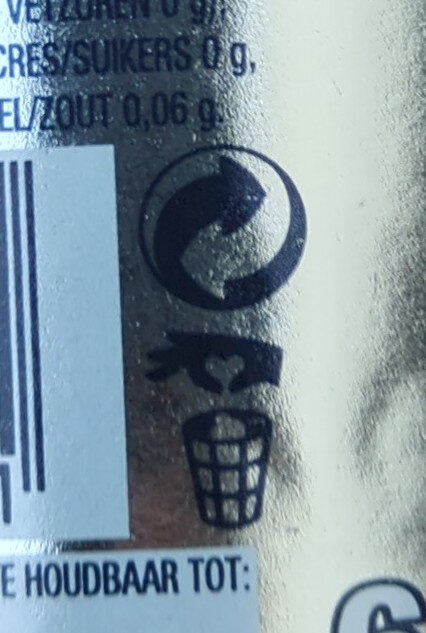 VETZUREN 0 g),
CRES/SUIKERS 0 g,
EL/ZOUT 0,06 g.
E HOUDBAAR TOT: